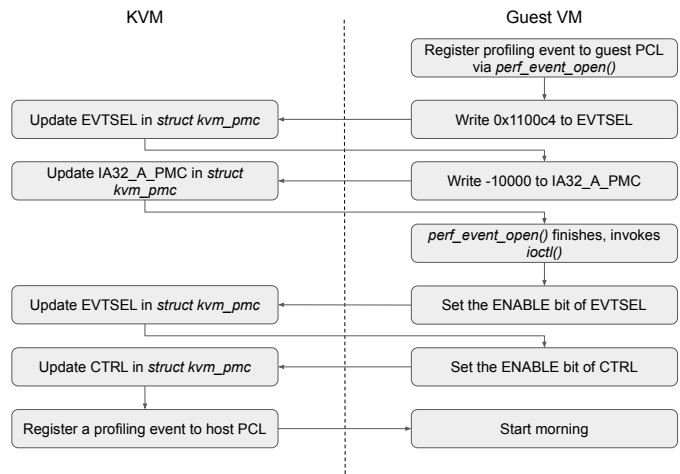 KVM
Guest VM
Register profiling event to guest PCL
via perf_event_open()
Update EVTSEL in struct kvm_pmc
Write 0x1100c4 to EVTSEL
Update IA32_A_PMC in struct
kvm_pmc
Write -10000 to IA32_A_PMC
perf_event_open() finishes, invokes
ioctl()
Update EVTSEL in struct kvm_pmc
Set the ENABLE bit of EVTSEL
Update CTRL in struct kvm_pmc
Set the ENABLE bit of CTRL
Register a profiling event to host PCL
Start morning